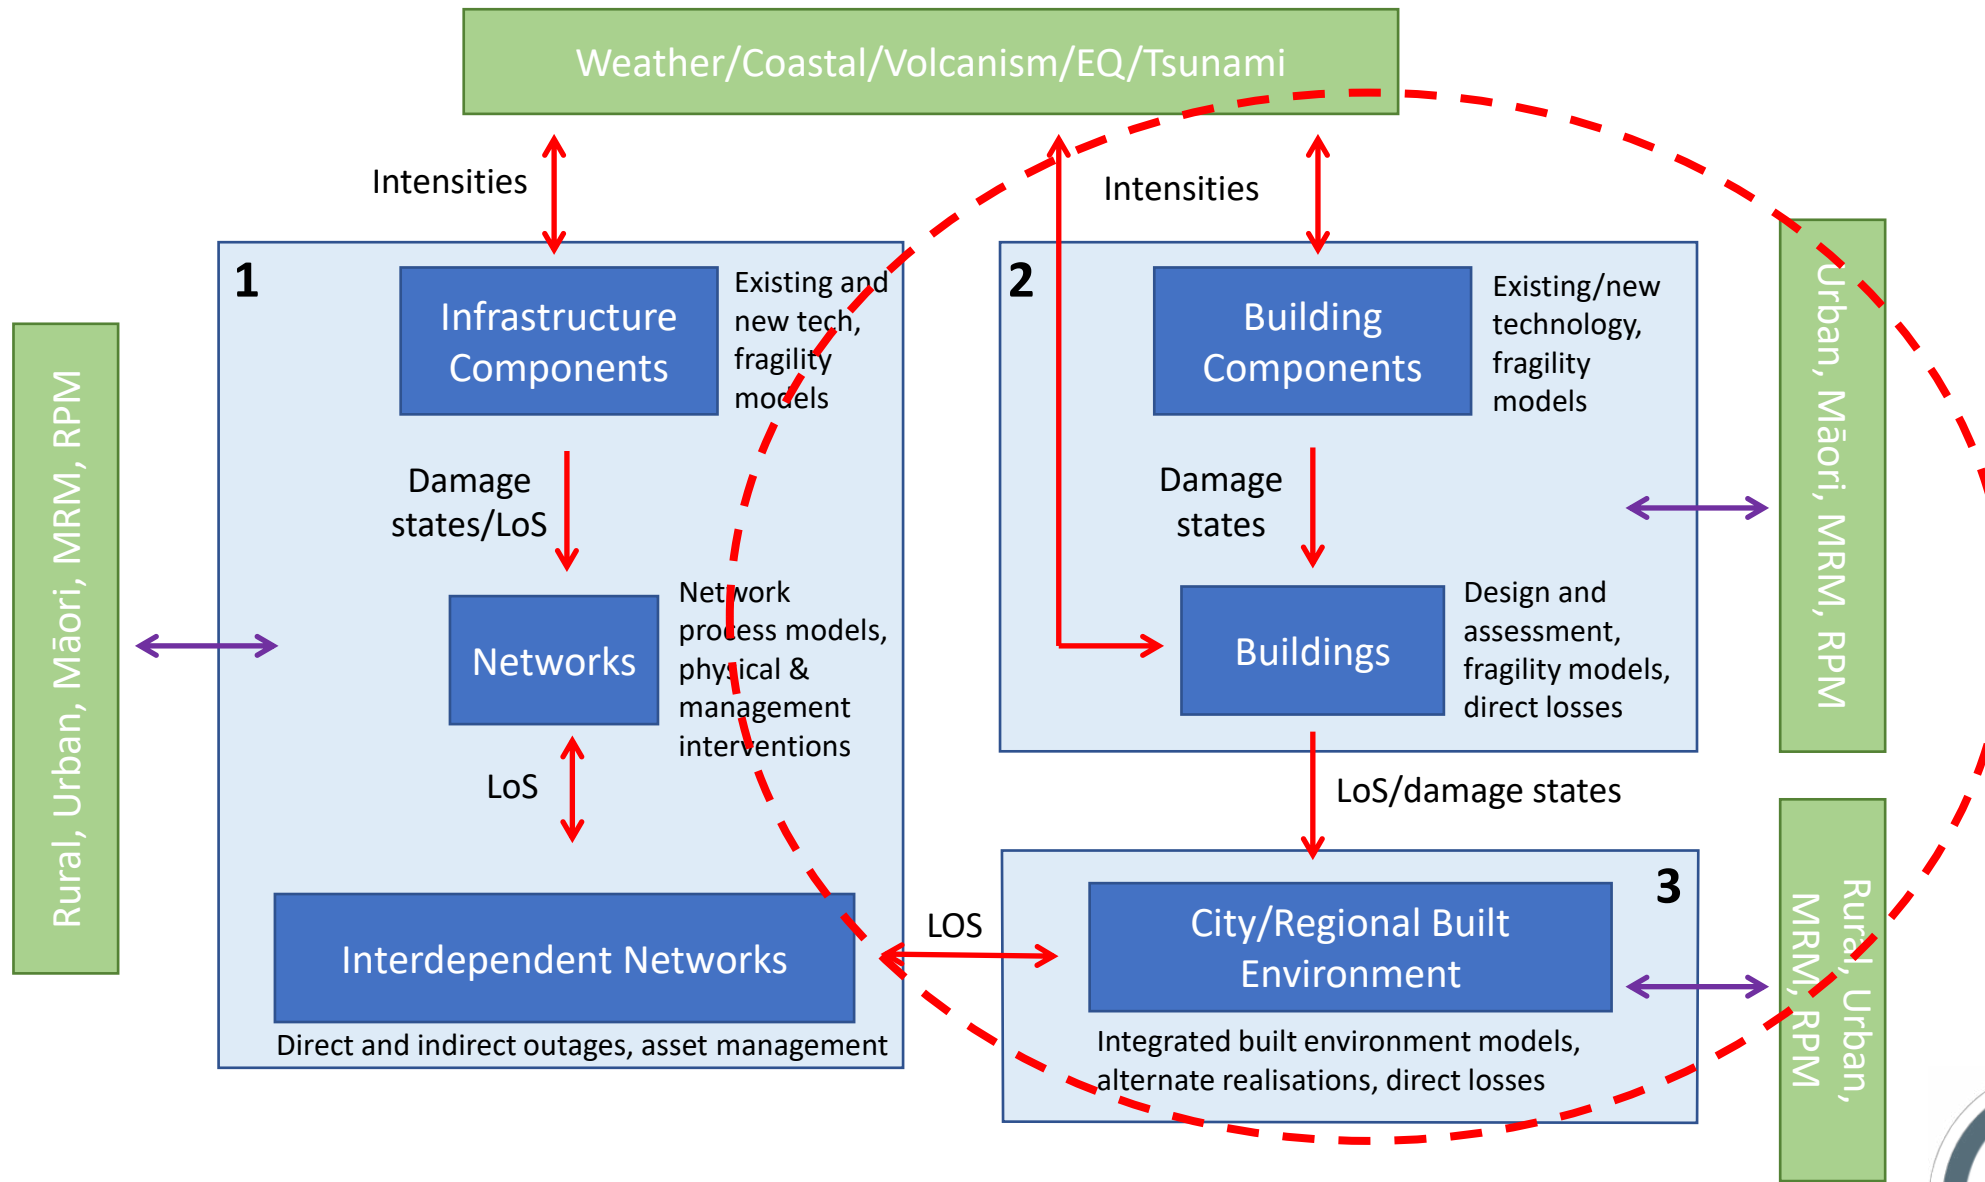 Weather/Coastal/Volcanism/EQ/Tsunami
Intensities
Intensities
1
Infrastructure
Components
Existing and
new tech,
fragility
models
Damage
states/LoS
Networks
Network
process models,
physical &
management
interventions
LoS
Interdependent Networks
Direct and indirect outages, asset management
Rural, Urban, Māori, MRM, RPM
2
Building
Components
Existing/new
technology,
fragility
models
Damage
states
Buildings
Design and
assessment,
fragility models,
direct losses
LoS/damage states
Urban, Māori, MRM, RPM
LOS
3
City/Regional Built
Environment
Integrated built environment models,
alternate realisations, direct losses
Rural, Urban,
MRM, RPM